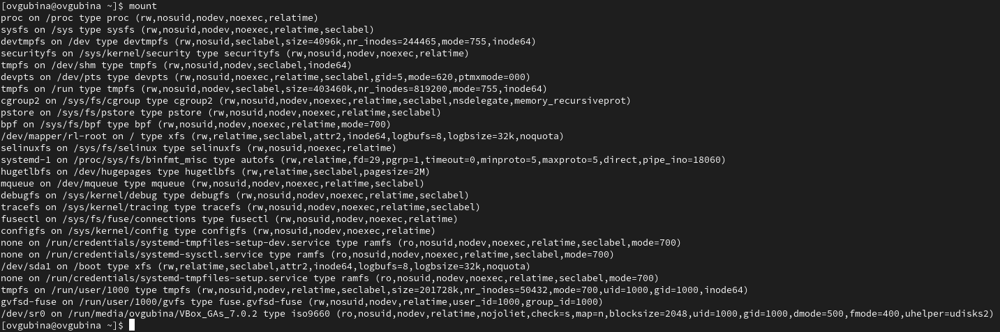 [ovgubina@ovgubina ~]$ mount
proc on /proc type proc (rw,nosuid,nodev,noexec,relatime)
sysfs on /sys type sysfs (rw,nosuid,nodev,noexec,relatime,seclabel)
devtmpfs on /dev type devtmpfs (rw,nosuid,seclabel,size=4096k,nr_inodes=244465,mode=755,inode64)
securityfs on /sys/kernel/security type securityfs (rw,nosuid,nodev,noexec,relatime)
tmpfs on /dev/shm type tmpfs (rw,nosuid,nodev,seclabel,inode64)
devpts on /dev/pts type devpts (rw,nosuid,noexec,relatime,seclabel,gid=5,mode=620,ptmxmode=000)
tmpfs on /run type tmpfs (rw,nosuid,nodev,seclabel,size=403460k,nr_inodes=819200,mode=755,inode64)
cgroup2 on /sys/fs/cgroup type cgroup2 (rw,nosuid,nodev,noexec,relatime,seclabel,nsdelegate,memory_recursiveprot)
pstore on /sys/fs/pstore type pstore (rw,nosuid,nodev,noexec,relatime,seclabel)
bpf on /sys/fs/bpf type bpf (rw,nosuid,nodev,noexec,relatime,mode=700)
/dev/mapper/rl-root on / type xfs (rw,relatime,seclabel,attr2,inode64,logbufs=8,logbsize=32k,noquota)
selinuxfs on /sys/fs/selinux type selinuxfs (rw,nosuid,noexec,relatime)
systemd-1 on /proc/sys/fs/binfmt_misc type autofs (rw,relatime,fd=29,pgrp=1,timeout=0,minproto=5,maxproto=5,direct,pipe_ino=18060)
hugetlbfs on /dev/hugepages type hugetlbfs (rw,relatime,seclabel,pagesize=2M)
mqueue on /dev/mqueue type mqueue (rw,nosuid,nodev,noexec,relatime,seclabel)
debugfs on /sys/kernel/debug type debugfs (rw,nosuid,nodev,noexec,relatime,seclabel)
tracefs on /sys/kernel/tracing type tracefs (rw,nosuid,nodev,noexec,relatime,seclabel)
fusectl on /sys/fs/fuse/connections type fusectl (rw,nosuid,nodev,noexec,relatime)
configfs on /sys/kernel/config type configfs (rw,nosuid,nodev,noexec,relatime)
none on /run/credentials/systemd-tmpfiles-setup-dev.service type ramfs (ro,nosuid,nodev,noexec,relatime,seclabel,mode=700)
none on /run/credentials/systemd-sysctl.service type ramfs (ro,nosuid,nodev,noexec,relatime,seclabel,mode=700)
/dev/sda1 on /boot type xfs (rw,relatime,seclabel,attr2,inode64,logbufs=8,logbsize=32k,noquota)
none on /run/credentials/systemd-tmpfiles-setup.service type ramfs (ro,nosuid,nodev,noexec,relatime,seclabel,mode=700)
tmpfs on /run/user/1000 type tmpfs (rw,nosuid,nodev,relatime,seclabel,size=201728k,nr_inodes=50432,mode=700,uid=1000,gid=1000,inode64)
gvfsd-fuse on /run/user/1000/gvfs type fuse.gvfsd-fuse (rw,nosuid,nodev,relatime,user_id=1000,group_id=1000)
/dev/sr0 on /run/media/ovgubina/VBox_GAs_7.0.2 type iso9660 (ro,nosuid,nodev,relatime,nojoliet,check=s,map=n,blocksize=2048,uid=1000,gid=1000,dmode=500,fmode=400,uhelper=udisks2)
[ovgubina@ovgubina ~]$